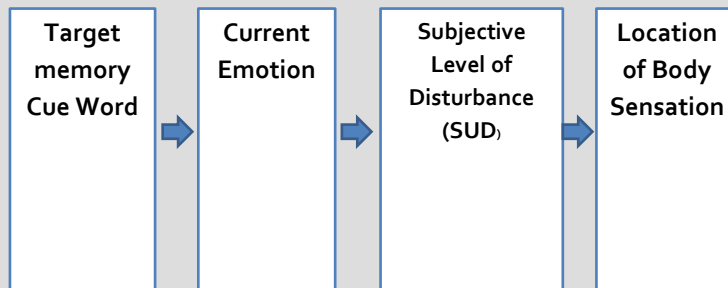 Target
memory
Cue Word
Current
Emotion
Subjective
Level of
Disturbance
(SUD)
Location
of Body
Sensation